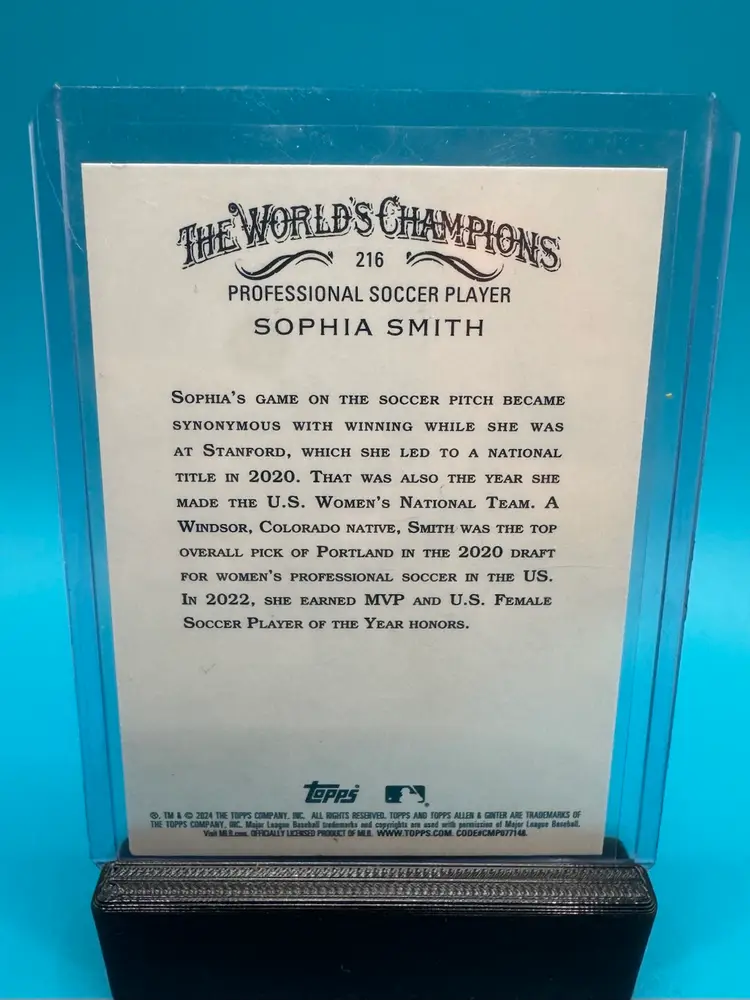 THE WORLD'S CHAMPIONS
216
PROFESSIONAL SOCCER PLAYER
SOPHIA SMITH
SOPHIA'S GAME ON THE SOCCER PITCH BECAME
SYNONYMOUS WITH WINNING WHILE SHE WAS
AT STANFORD, WHICH SHE LED TO A NATIONAL
TITLE IN 2020. THAT WAS ALSO THE YEAR SHE
MADE THE U.S. WOMEN'S NATIONAL TEAM. A
WINDSOR, COLORADO NATIVE, SMITH WAS THE TOP
OVERALL PICK OF PORTLAND IN THE 2020 DRAFT
FOR WOMEN'S PROFESSIONAL SOCCER IN THE US.
IN 2022, SHE EARNED MVP AND U.S. FEMALE
SOCCER PLAYER OF THE YEAR HONORS.
topps
®, TM & © 2024 THE TOPPS COMPANY, INC. ALL RIGHTS RESERVED. TOPPS AND TOPPS ALLEN & GINTER ARE TRADEMARKS OF
THE TOPPS COMPANY, INC. Major League Baseball trademarks and copyrights are used with permission of Major League Baseball.
Visit MLB.com. OFFICIALLY LICENSED PRODUCT OF MLB. WWW.TOPPS.COM. CODE#CMP077148.